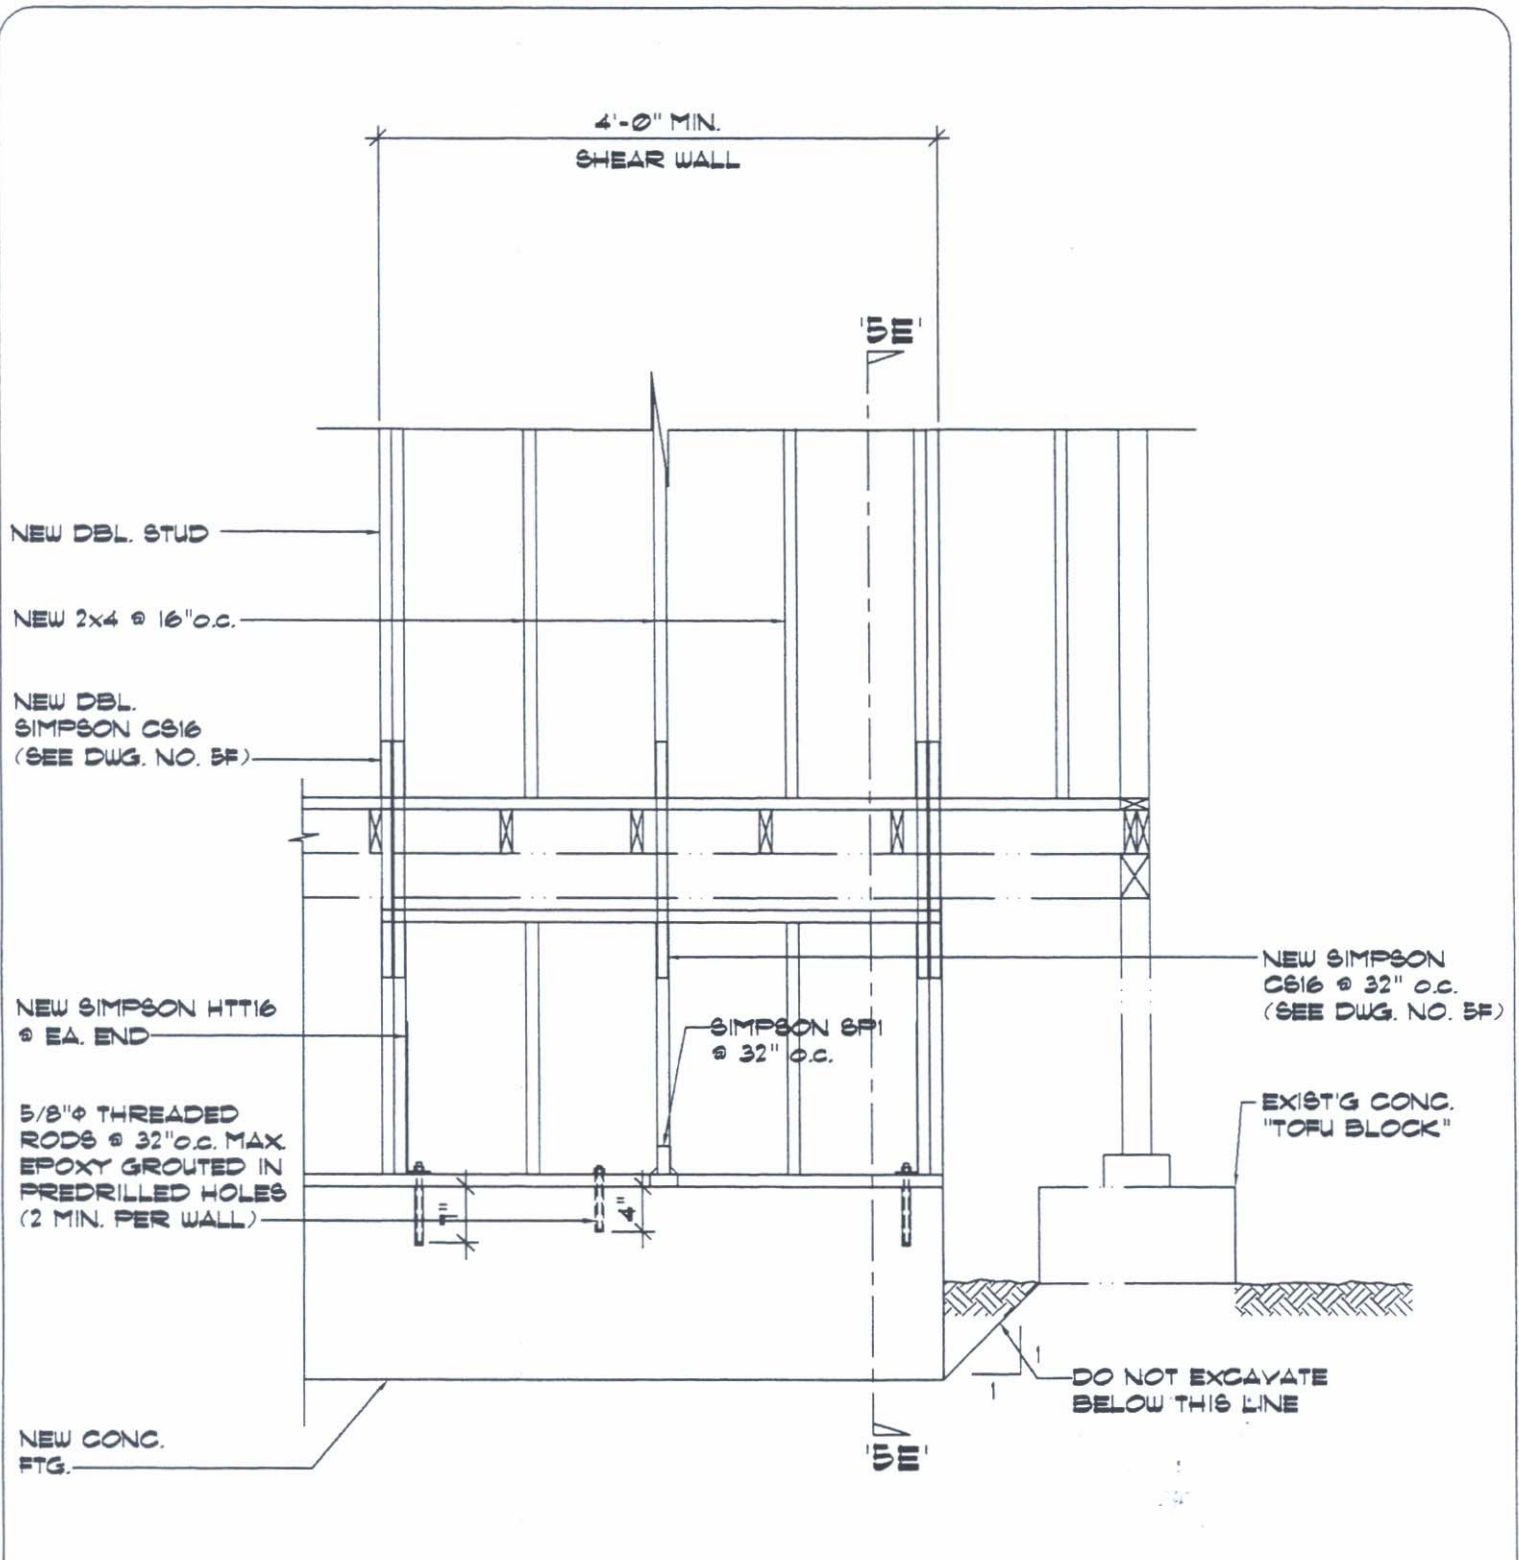 4'-0" MIN.
SHEAR WALL
'5E'
NEW DBL. STUD
NEW 2x4 @ 16"o.c.
NEW DBL.
SIMPSON CS16
(SEE DWG. NO. 5F)
NEW SIMPSON HTT16
@ EA. END
5/8"Φ THREADED
RODS @ 32"o.c. MAX.
EPOXY GROUTED IN
PREDRILLED HOLES
(2 MIN. PER WALL)
7"
4"
SIMPSON SP1
@ 32" o.c.
NEW SIMPSON
CS16 @ 32" o.c.
(SEE DWG. NO. 5F)
EXIST'G CONC.
"TOFU BLOCK"
1
1
DO NOT EXCAVATE
BELOW THIS LINE
NEW CONC.
FTG.
'5E'